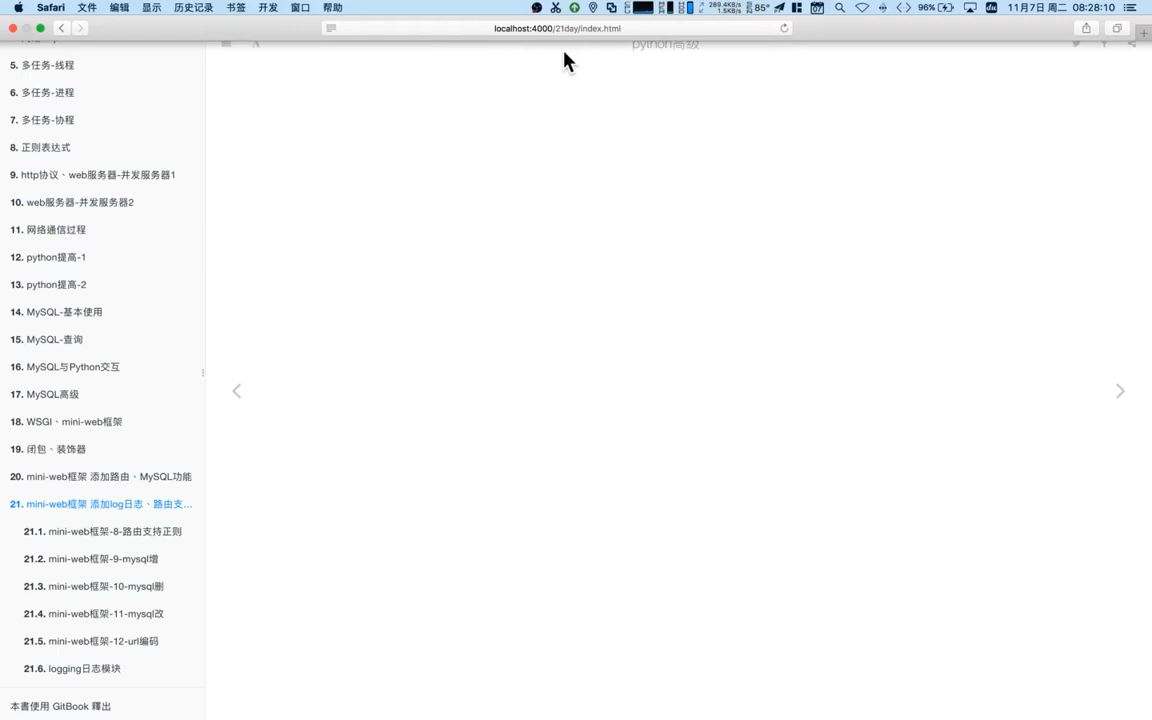 Safari 文件 编辑 显示 历史记录 书签 开发 窗口 帮助 289.4KB/s 1.5KB/s 85° 07 96% 11月7日 周二 08:28:10
localhost:4000/21day/index.html
A python高级
5. 多任务-线程
6. 多任务-进程
7. 多任务-协程
8. 正则表达式
9. http协议、web服务器-并发服务器1
10. web服务器-并发服务器2
11. 网络通信过程
12. python提高-1
13. python提高-2
14. MySQL-基本使用
15. MySQL-查询
16. MySQL与Python交互
17. MySQL高级
18. WSGI、mini-web框架
19. 闭包、装饰器
20. mini-web框架 添加路由、MySQL功能
21. mini-web框架 添加log日志、路由支...
21.1. mini-web框架-8-路由支持正则
21.2. mini-web框架-9-mysql增
21.3. mini-web框架-10-mysql删
21.4. mini-web框架-11-mysql改
21.5. mini-web框架-12-url编码
21.6. logging日志模块
本書使用 GitBook 釋出